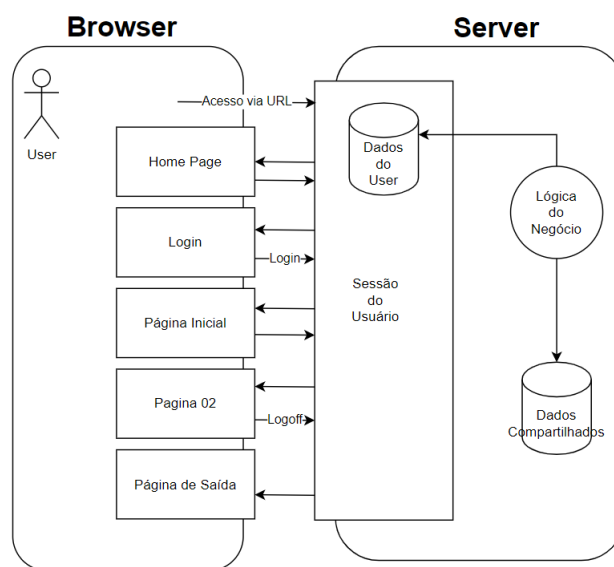 Browser
Server
User
Acesso via URL
Home Page
Login
Login
Página Inicial
Pagina 02
Logoff
Página de Saída
Dados
do
User
Sessão
do
Usuário
Lógica
do
Negócio
Dados
Compartilhados